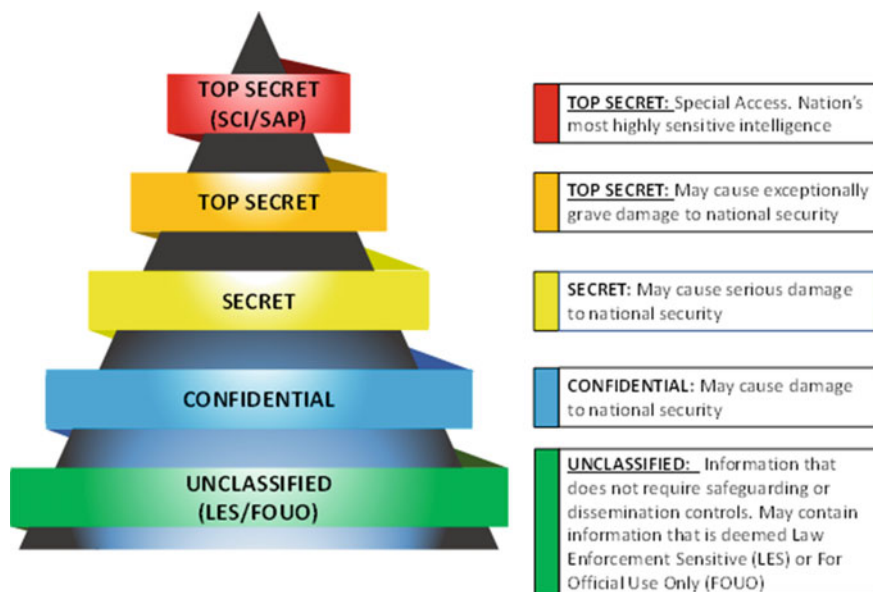 TOP SECRET
(SCI/SAP)
TOP SECRET
SECRET
CONFIDENTIAL
UNCLASSIFIED
(LES/FOUO)
TOP SECRET: Special Access. Nation's
most highly sensitive intelligence
TOP SECRET: May cause exceptionally
grave damage to national security
SECRET: May cause serious damage
to national security
CONFIDENTIAL: May cause damage
to national security
UNCLASSIFIED: Information that
does not require safeguarding or
dissemination controls. May contain
information that is deemed Law
Enforcement Sensitive (LES) or For
Official Use Only (FOUO)